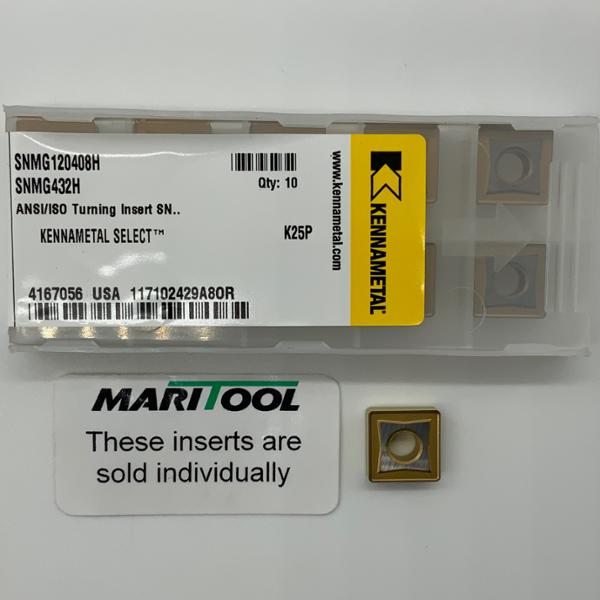 SNMG120408H
SNMG432H
Qty: 10
ANSI/ISO Turning Insert SN..
KENNAMETAL SELECT™
K25P
4167056 USA 117102429A8OR
www.kennametal.com
KENNAMETAL®
MARITOOL
These inserts are
sold individually